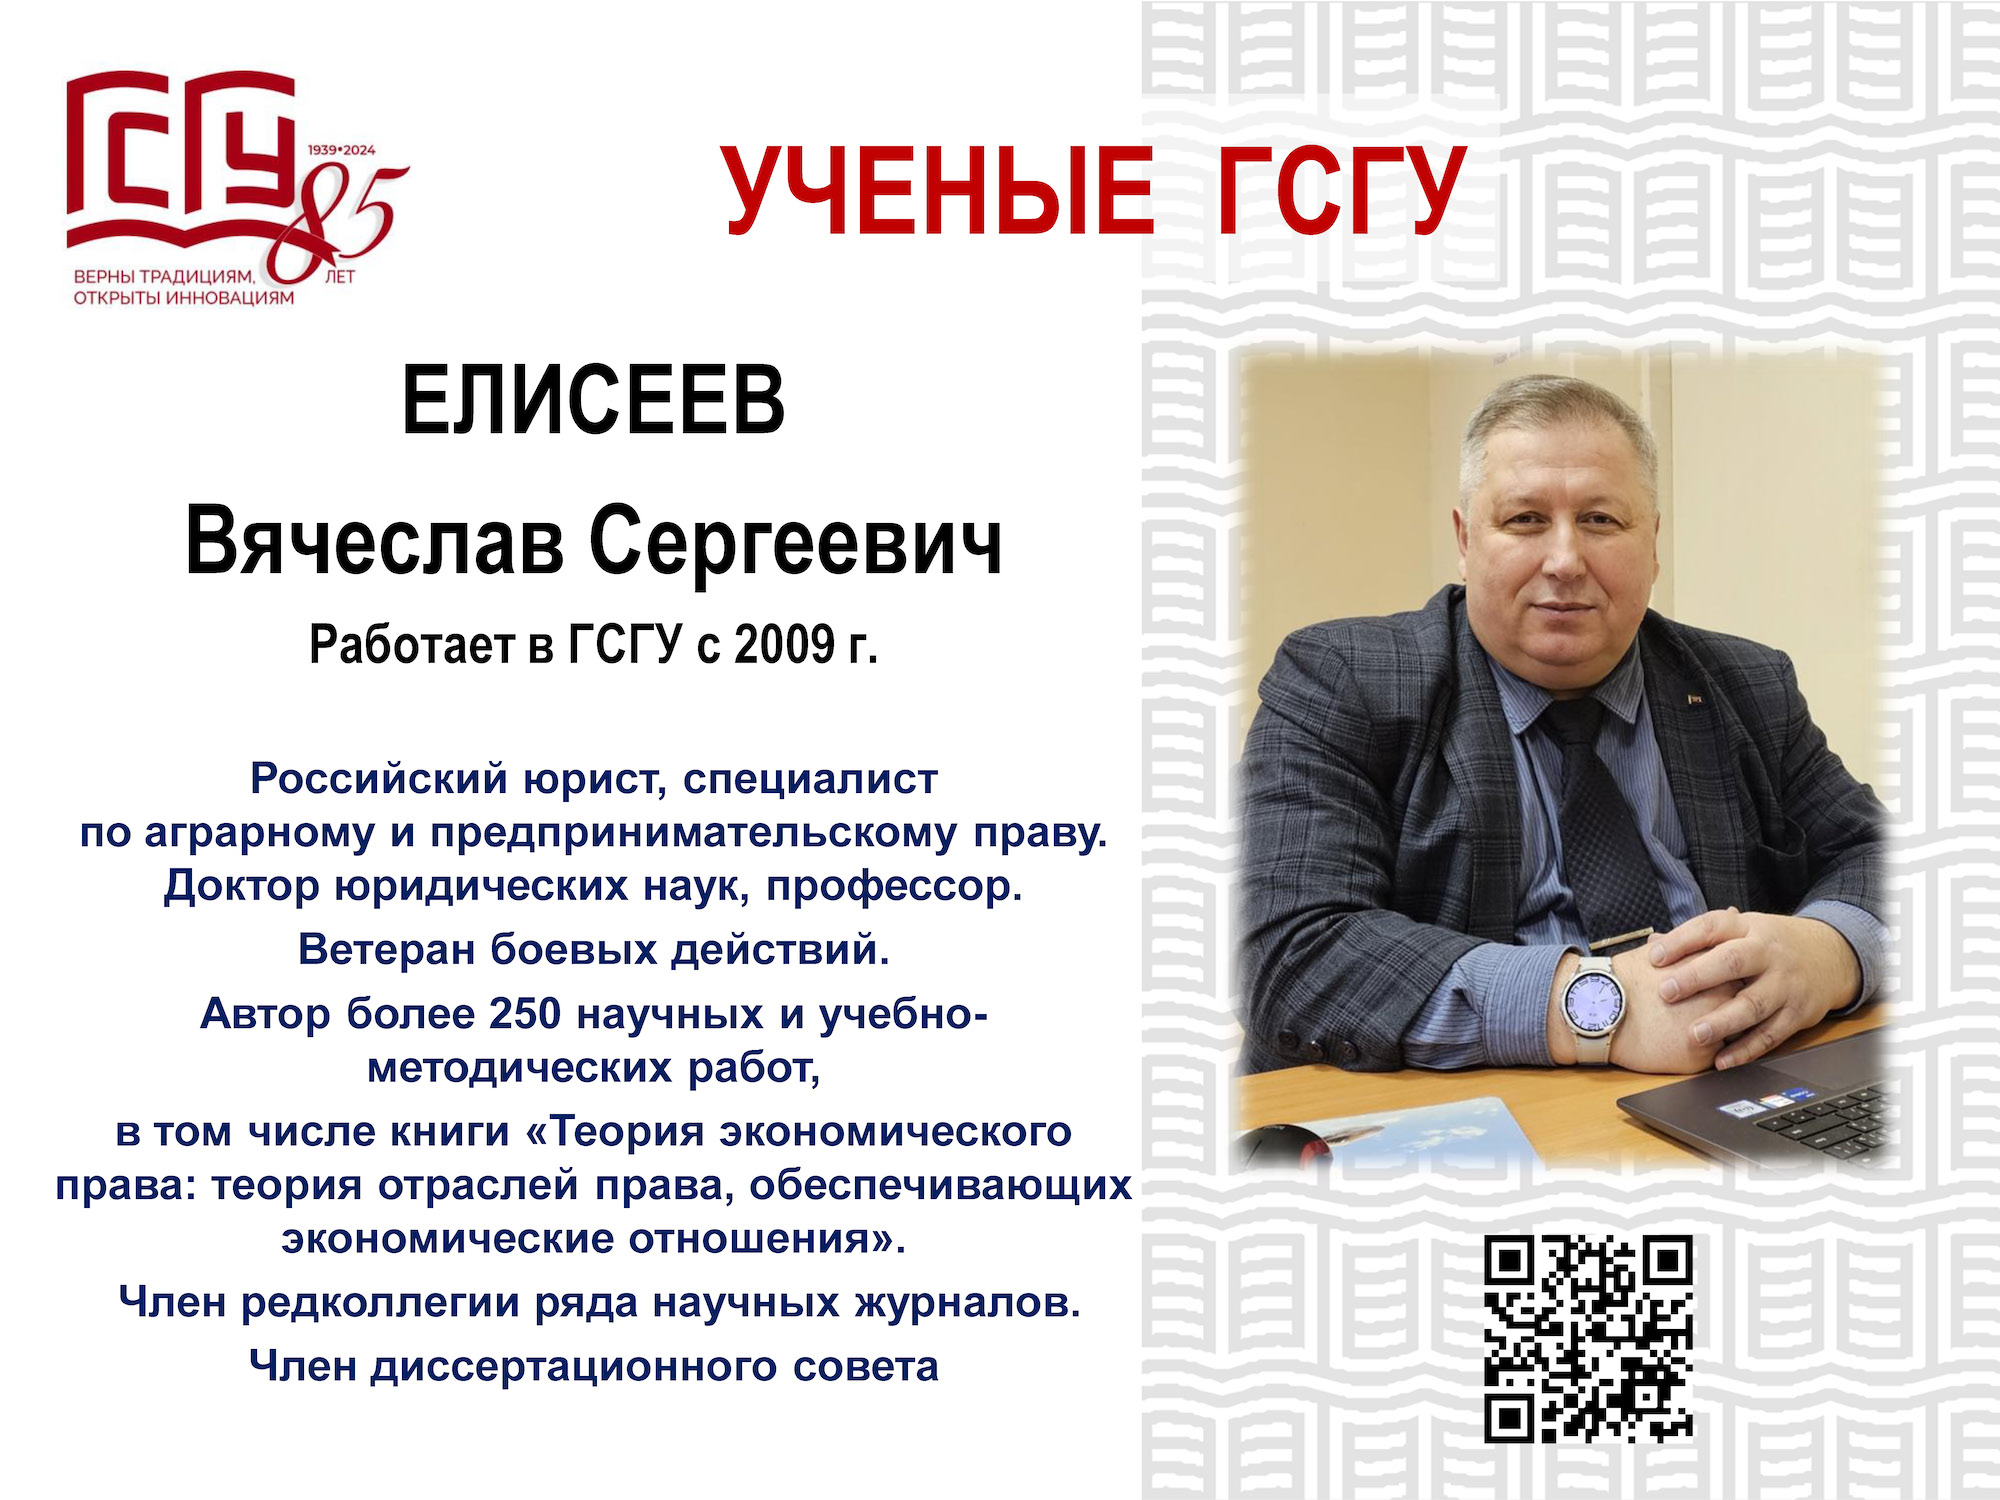 ГСГУ
1939•2024
85
ЛЕТ
ВЕРНЫ ТРАДИЦИЯМ,
ОТКРЫТЫ ИННОВАЦИЯМ
УЧЕНЫЕ ГСГУ
ЕЛИСЕЕВ
Вячеслав Сергеевич
Работает в ГСГУ с 2009 г.
Российский юрист, специалист
по аграрному и предпринимательскому праву.
Доктор юридических наук, профессор.
Ветеран боевых действий.
Автор более 250 научных и учебно-
методических работ,
в том числе книги «Теория экономического
права: теория отраслей права, обеспечивающих
экономические отношения».
Член редколлегии ряда научных журналов.
Член диссертационного совета